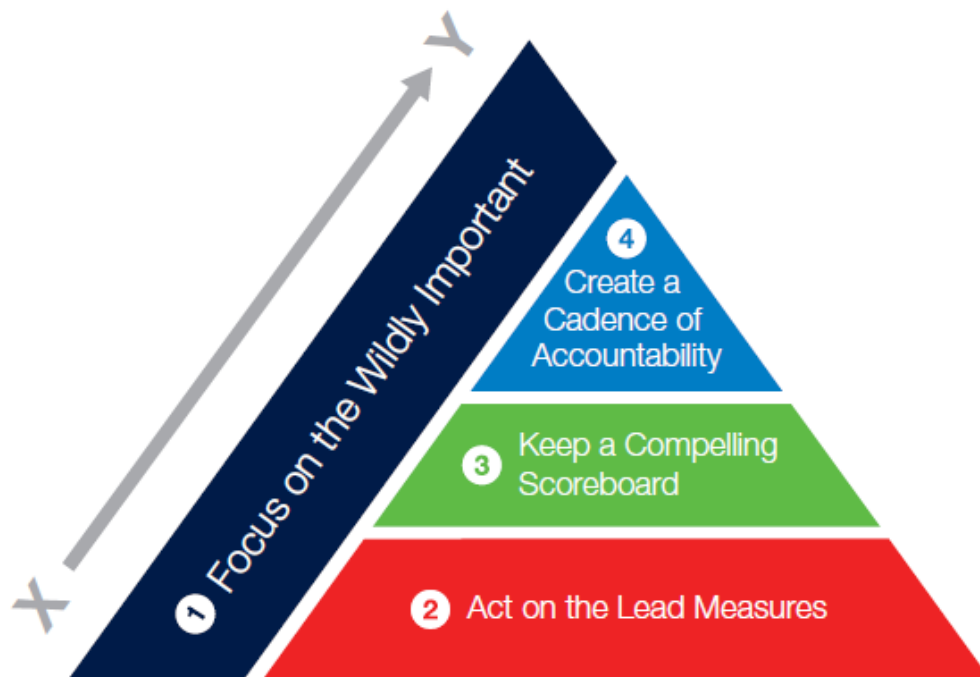 X
Y
1 Focus on the Wildly Important
4
Create a
Cadence of
Accountability
3 Keep a Compelling
Scoreboard
2 Act on the Lead Measures